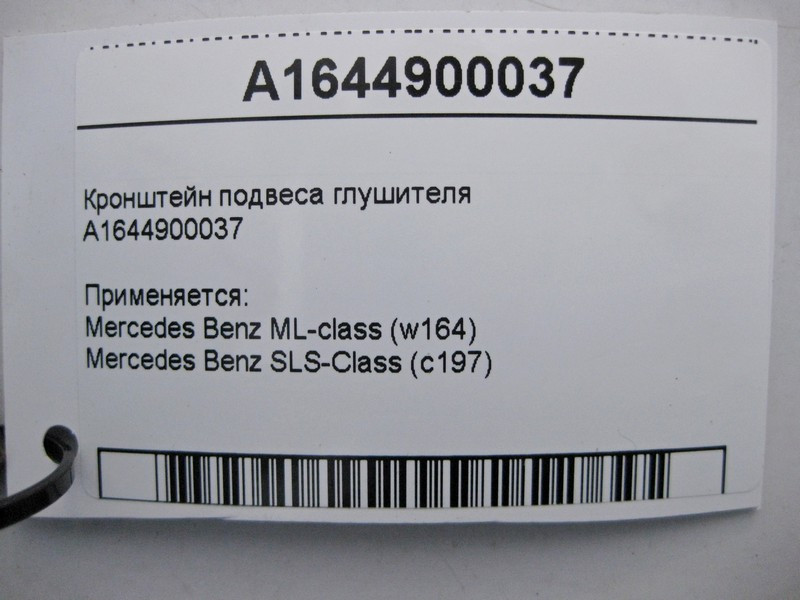 A1644900037
Кронштейн подвеса глушителя
A1644900037
Применяется:
Mercedes Benz ML-class (w164)
Mercedes Benz SLS-Class (c197)